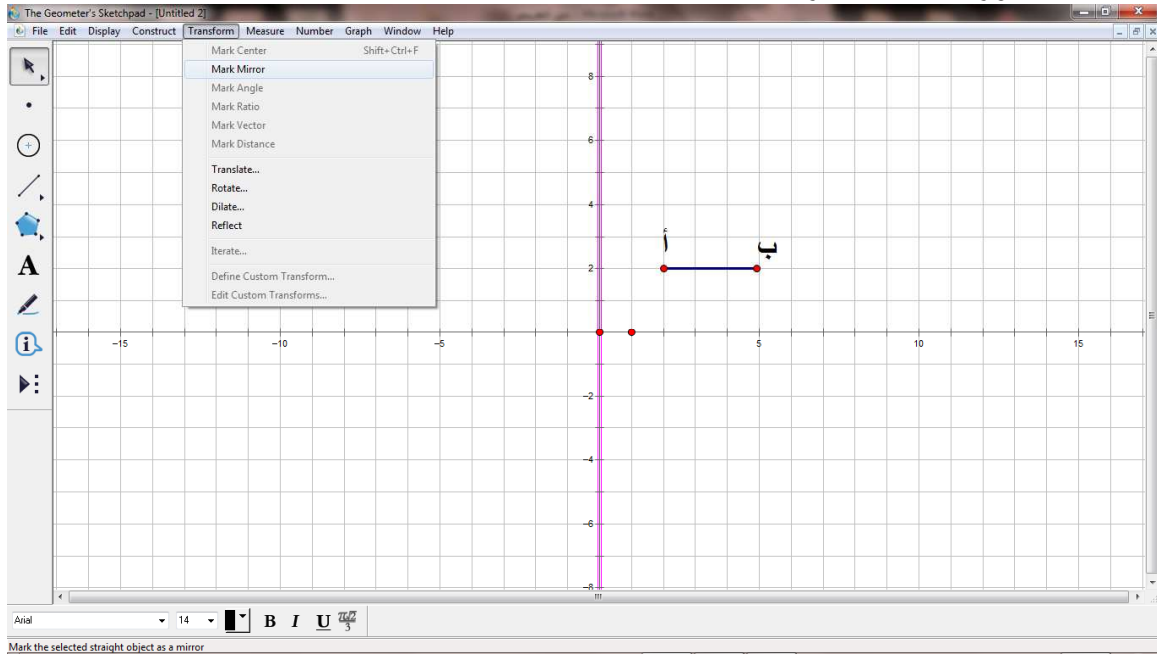 The Geometer's Sketchpad - [Untitled 2]
File Edit Display Construct Transform Measure Number Graph Window Help
Mark Center Shift+Ctrl+F
Mark Mirror
Mark Angle
Mark Ratio
Mark Vector
Mark Distance
Translate...
Rotate...
Dilate...
Reflect
Iterate...
Define Custom Transform...
Edit Custom Transforms...
A
8
6
4
أ ب
2
−15 −10 −5 5 10 15
−2
−4
−6
−8
Arial 14 B I U
Mark the selected straight object as a mirror